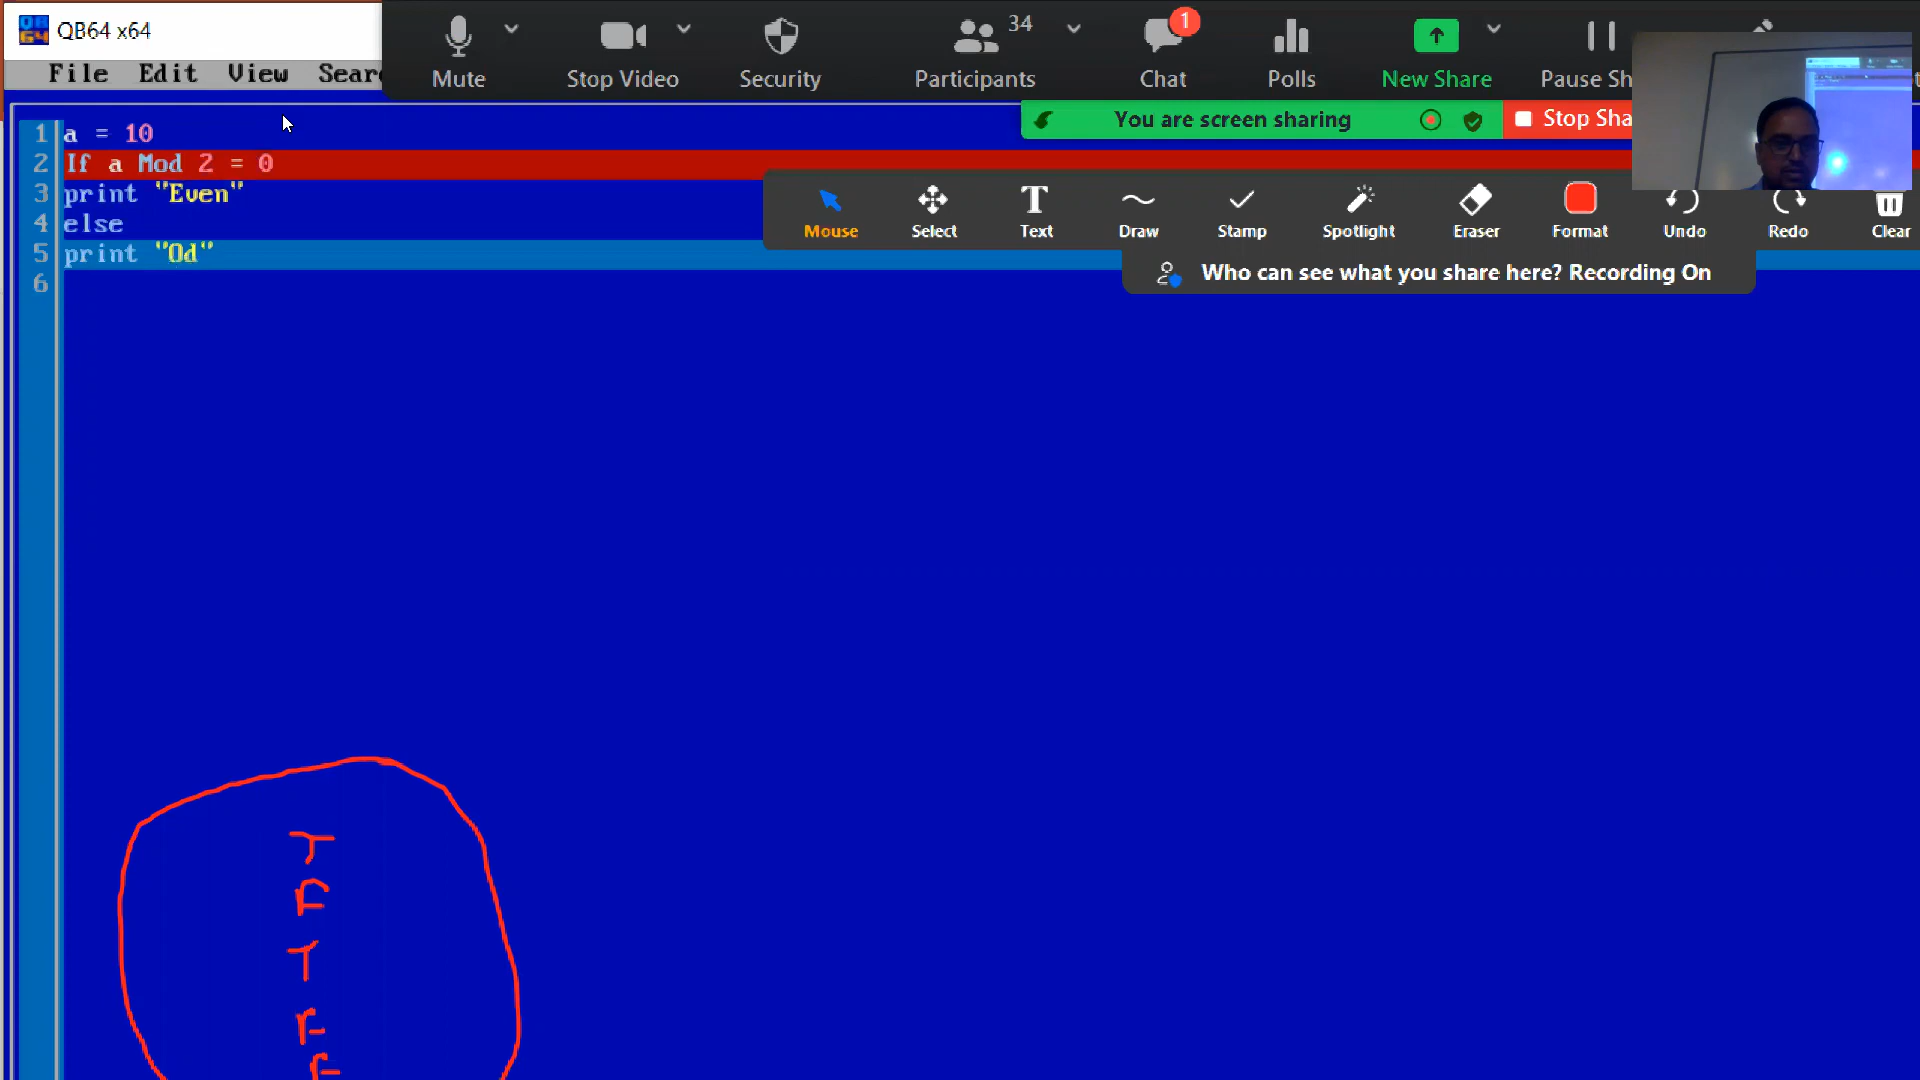 QB64 x64
File Edit View Sear
Mute
Stop Video
Security
Participants 34
Chat 1
Polls
New Share
Pause Sh
You are screen sharing
Stop Sha
1 a = 10
2 If a Mod 2 = 0
3 print "Even"
4 else
5 print "Od"
6
Mouse
Select
Text
Draw
Stamp
Spotlight
Eraser
Format
Undo
Redo
Clear
Who can see what you share here? Recording On
T
F
T
F
F